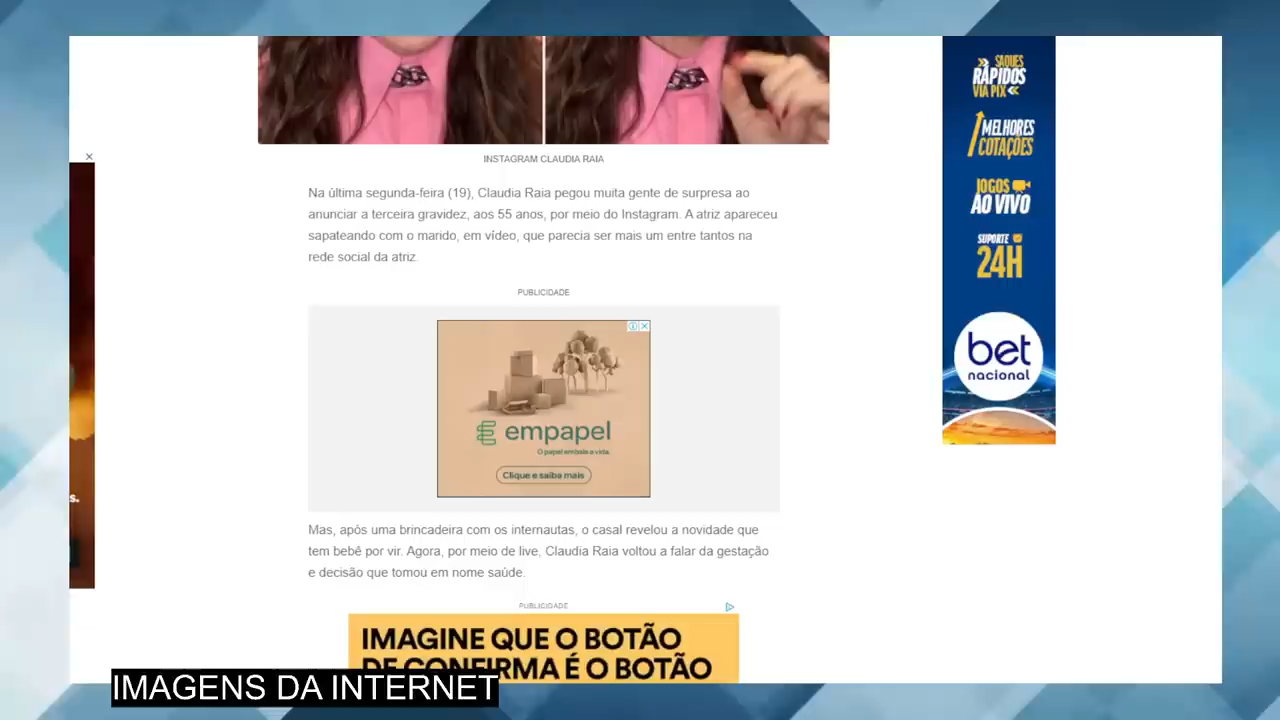 INSTAGRAM CLAUDIA RAIA
Na última segunda-feira (19), Claudia Raia pegou muita gente de surpresa ao
anunciar a terceira gravidez, aos 55 anos, por meio do Instagram. A atriz apareceu
sapateando com o marido, em vídeo, que parecia ser mais um entre tantos na
rede social da atriz.
PUBLICIDADE
empapel
O papel embala a vida.
Clique e saiba mais
Mas, após uma brincadeira com os internautas, o casal revelou a novidade que
tem bebê por vir. Agora, por meio de live, Claudia Raia voltou a falar da gestação
e decisão que tomou em nome saúde.
PUBLICIDADE
IMAGINE QUE O BOTÃO
DE CONFIRMA É O BOTÃO
s.
SAQUES
RÁPIDOS
VIA PIX
MELHORES
COTAÇÕES
JOGOS
AO VIVO
SUPORTE
24H
bet
nacional
IMAGENS DA INTERNET